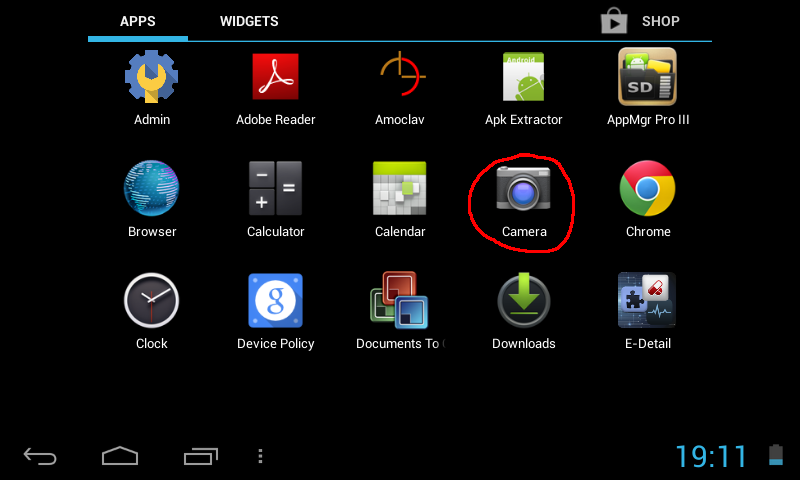 APPS WIDGETS SHOP
Android
SD
Admin Adobe Reader Amoclav Apk Extractor AppMgr Pro III
Browser Calculator Calendar Camera Chrome
g
Clock Device Policy Documents To Downloads E-Detail
19:11